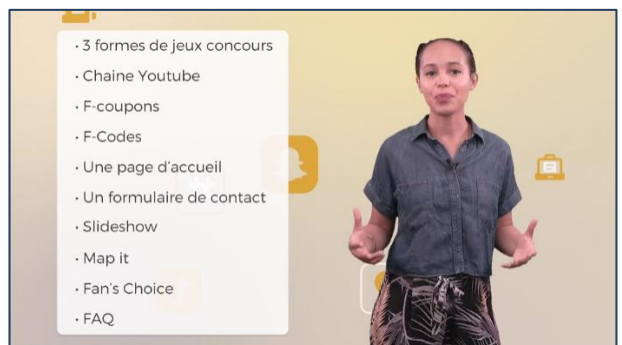 · 3 formes de jeux concours
· Chaine Youtube
· F-coupons
· F-Codes
· Une page d'accueil
· Un formulaire de contact
· Slideshow
· Map it
· Fan's Choice
· FAQ